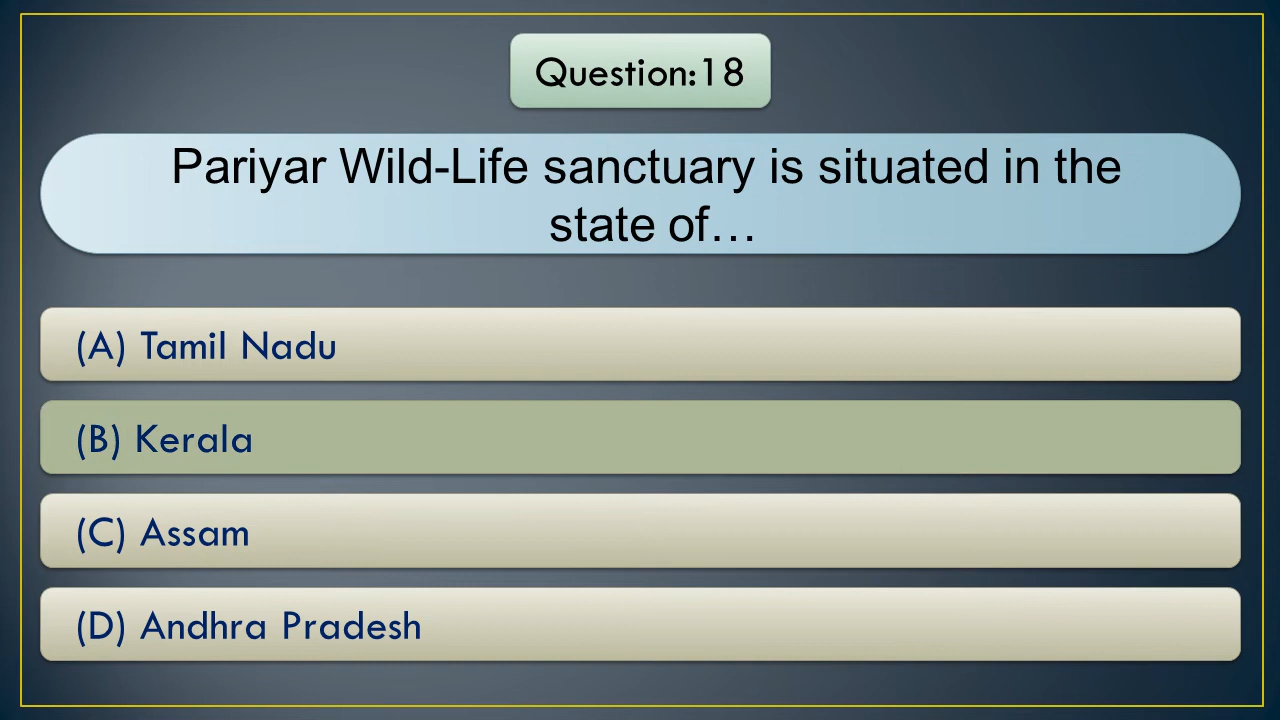 Question:18
Pariyar Wild-Life sanctuary is situated in the
state of…
(A) Tamil Nadu
(B) Kerala
(C) Assam
(D) Andhra Pradesh